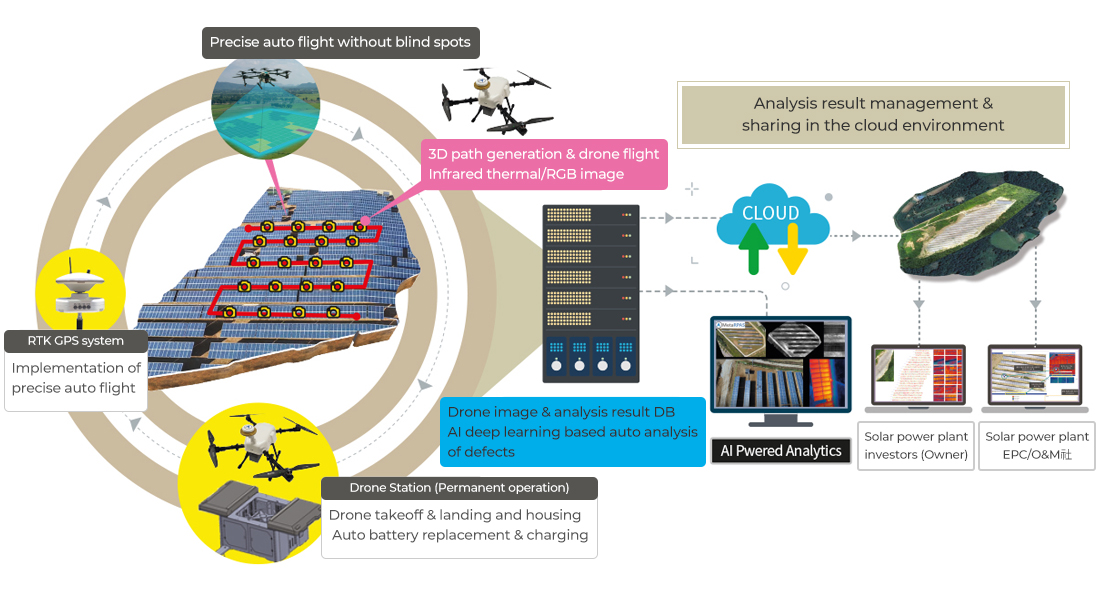 Precise auto flight without blind spots
3D path generation & drone flight
Infrared thermal/RGB image
Analysis result management &
sharing in the cloud environment
CLOUD
RTK GPS system
Implementation of
precise auto flight
Drone Station (Permanent operation)
Drone takeoff & landing and housing
Auto battery replacement & charging
Drone image & analysis result DB
AI deep learning based auto analysis
of defects
AI Pwered Analytics
Solar power plant
investors (Owner)
Solar power plant
EPC/O&M社